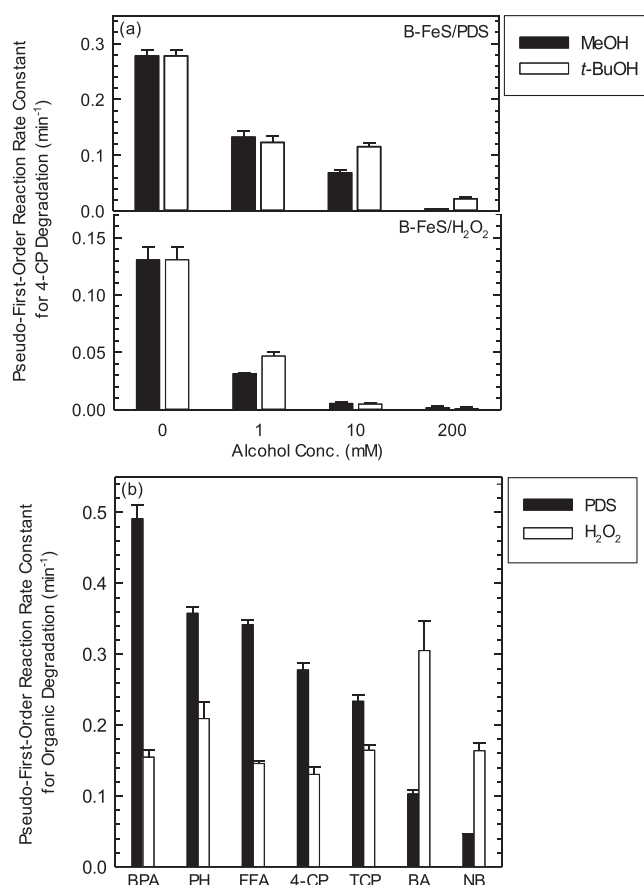 (a)
B-FeS/PDS
MeOH
t-BuOH
Pseudo-First-Order Reaction Rate Constant
for 4-CP Degradation (min⁻¹)
0.3
0.2
0.1
0.0
B-FeS/H₂O₂
0.15
0.10
0.05
0.00
0 1 10 200
Alcohol Conc. (mM)
(b)
PDS
H₂O₂
Pseudo-First-Order Reaction Rate Constant
for Organic Degradation (min⁻¹)
0.5
0.4
0.3
0.2
0.1
0.0
BPA PH FFA 4-CP TCP BA NB